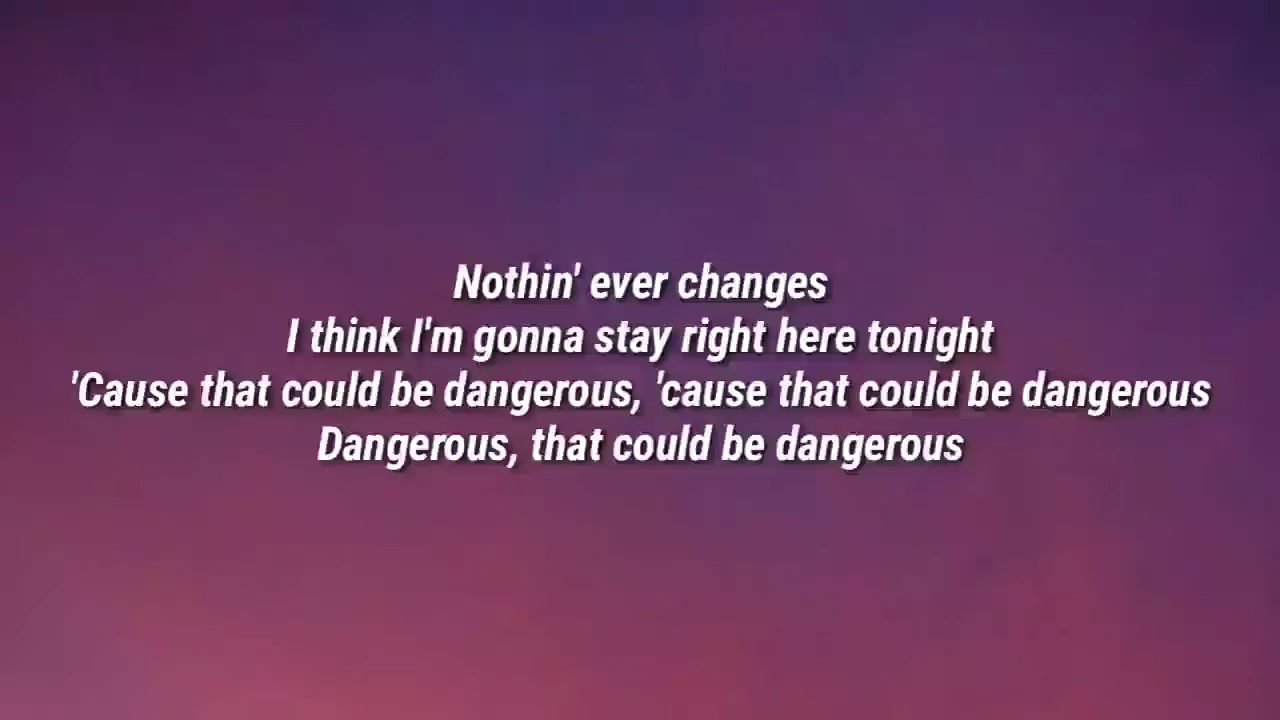 Nothin' ever changes
I think I'm gonna stay right here tonight
'Cause that could be dangerous, 'cause that could be dangerous
Dangerous, that could be dangerous